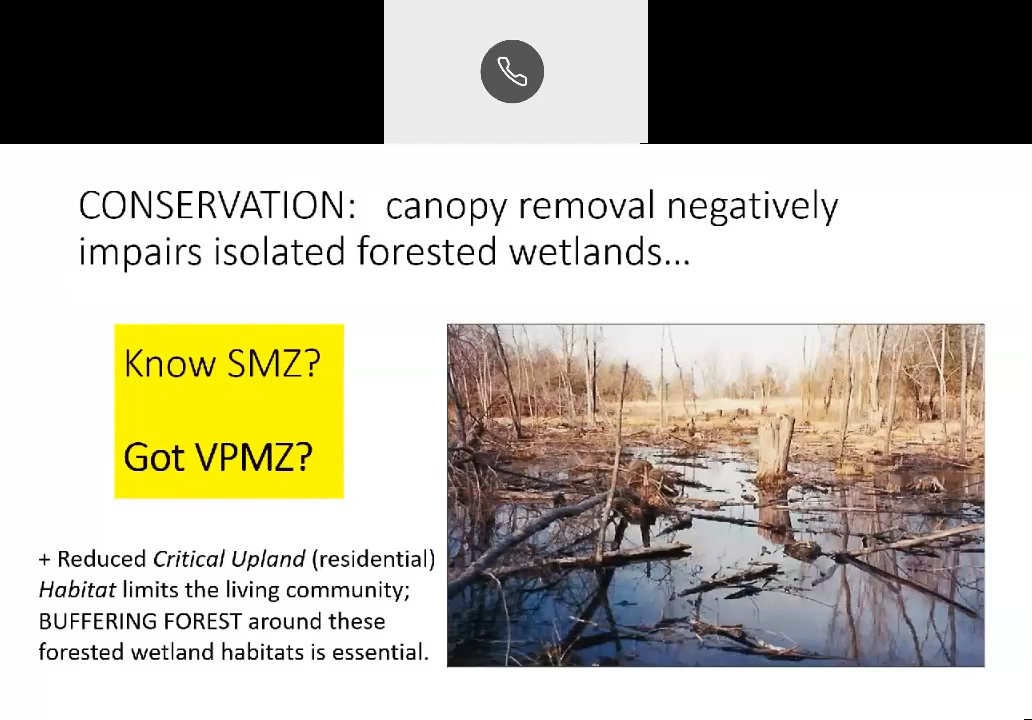 CONSERVATION: canopy removal negatively
impairs isolated forested wetlands...
Know SMZ?
Got VPMZ?
+ Reduced Critical Upland (residential)
Habitat limits the living community;
BUFFERING FOREST around these
forested wetland habitats is essential.